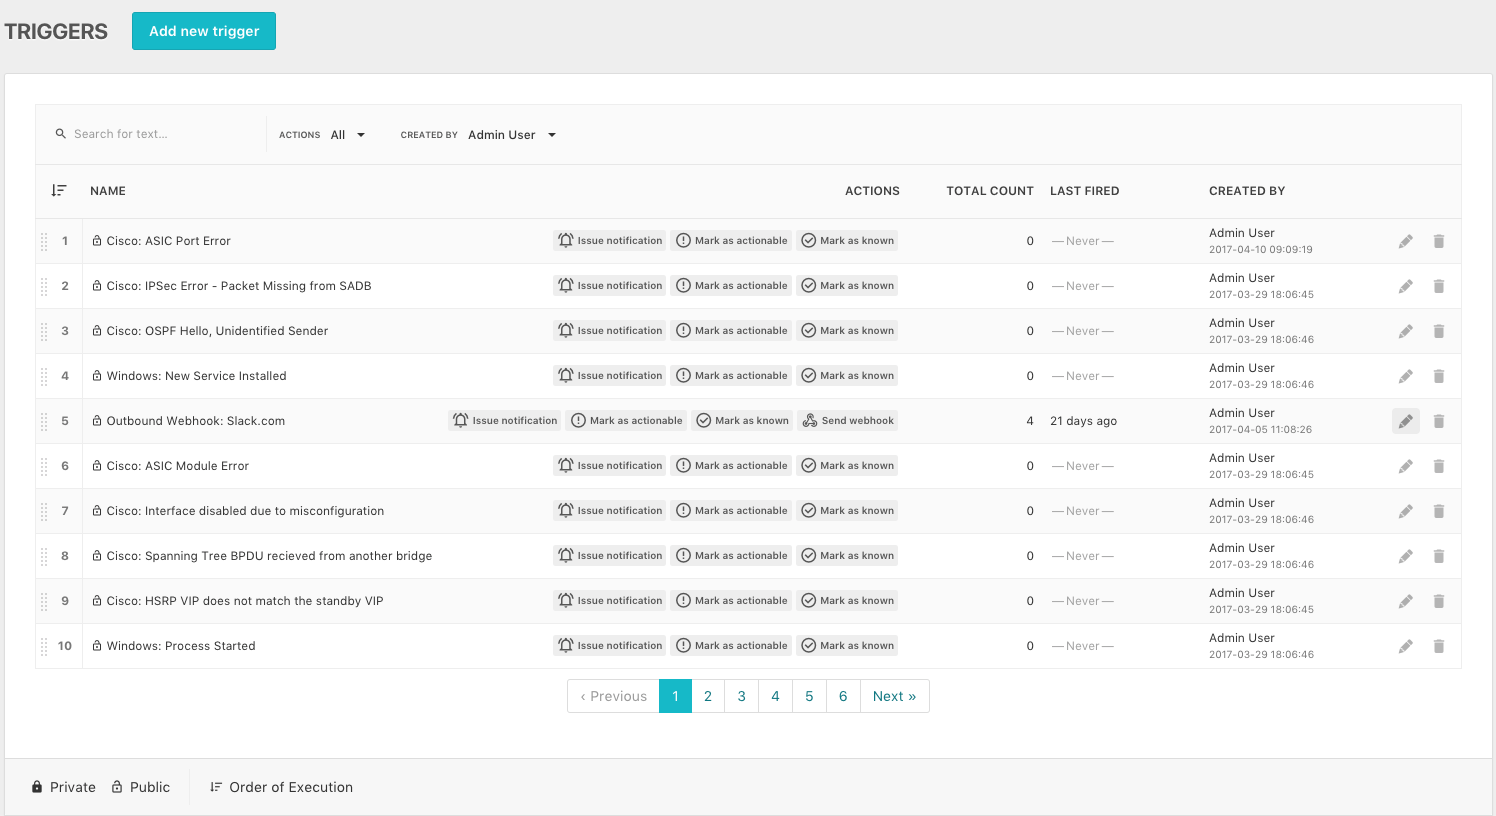 TRIGGERS Add new trigger
Search for text... ACTIONS All CREATED BY Admin User
NAME ACTIONS TOTAL COUNT LAST FIRED CREATED BY
1 Cisco: ASIC Port Error Issue notification Mark as actionable Mark as known 0 — Never — Admin User
2017-04-10 09:09:19
2 Cisco: IPSec Error - Packet Missing from SADB Issue notification Mark as actionable Mark as known 0 — Never — Admin User
2017-03-29 18:06:45
3 Cisco: OSPF Hello, Unidentified Sender Issue notification Mark as actionable Mark as known 0 — Never — Admin User
2017-03-29 18:06:46
4 Windows: New Service Installed Issue notification Mark as actionable Mark as known 0 — Never — Admin User
2017-03-29 18:06:46
5 Outbound Webhook: Slack.com Issue notification Mark as actionable Mark as known Send webhook 4 21 days ago Admin User
2017-04-05 11:08:26
6 Cisco: ASIC Module Error Issue notification Mark as actionable Mark as known 0 — Never — Admin User
2017-03-29 18:06:45
7 Cisco: Interface disabled due to misconfiguration Issue notification Mark as actionable Mark as known 0 — Never — Admin User
2017-03-29 18:06:46
8 Cisco: Spanning Tree BPDU recieved from another bridge Issue notification Mark as actionable Mark as known 0 — Never — Admin User
2017-03-29 18:06:46
9 Cisco: HSRP VIP does not match the standby VIP Issue notification Mark as actionable Mark as known 0 — Never — Admin User
2017-03-29 18:06:45
10 Windows: Process Started Issue notification Mark as actionable Mark as known 0 — Never — Admin User
2017-03-29 18:06:46
‹ Previous 1 2 3 4 5 6 Next »
Private Public Order of Execution